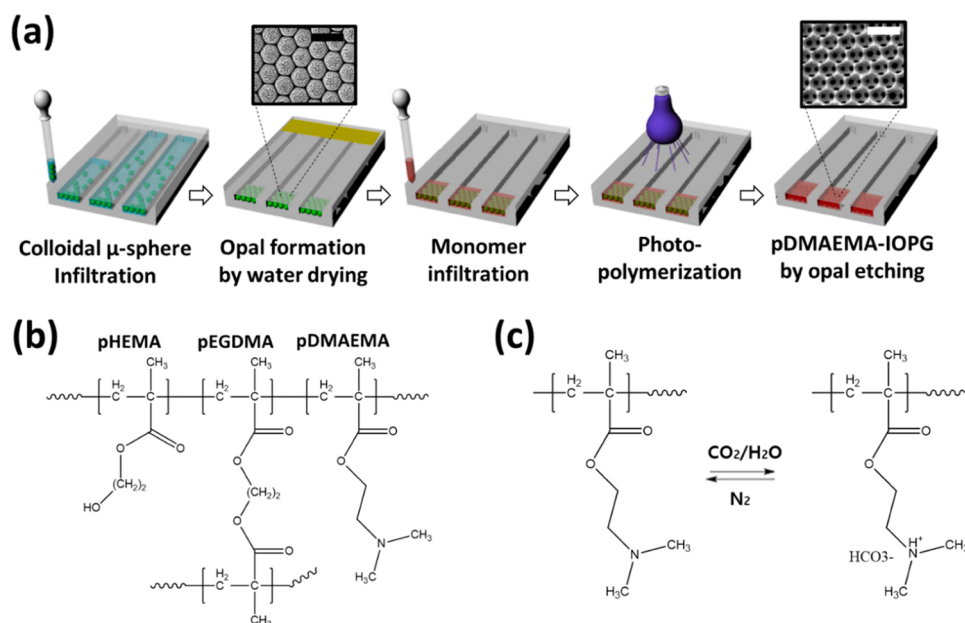 (a)
Colloidal μ-sphere
Infiltration
Opal formation
by water drying
Monomer
infiltration
Photo-
polymerization
pDMAEMA-IOPG
by opal etching
(b)
pHEMA
pEGDMA
pDMAEMA
CH3
CH3
CH3
H2
C
C
H2
C
C
H2
C
C
O
O
O
O
O
O
(CH2)2
HO
(CH2)2
O
O
N
CH3
H3C
H2
C
C
CH3
(c)
CH3
H2
C
C
O
O
N
CH3
H3C
CO2/H2O
N2
CH3
H2
C
C
O
O
HCO3-
H+
N
CH3
H3C